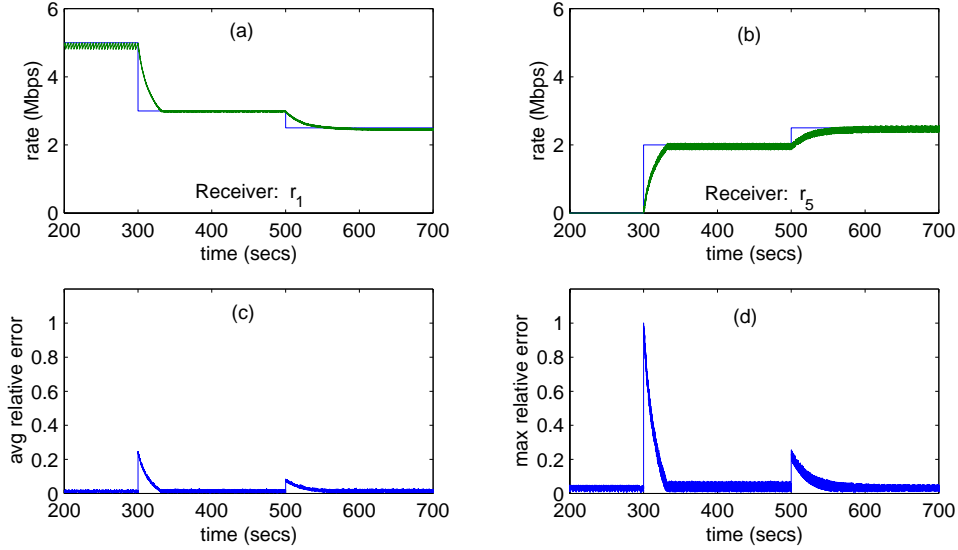 (a)
6
4
2
0
rate (Mbps)
Receiver: r1
200 300 400 500 600 700
time (secs)
(b)
6
4
2
0
rate (Mbps)
Receiver: r5
200 300 400 500 600 700
time (secs)
(c)
1
0.8
0.6
0.4
0.2
0
avg relative error
200 300 400 500 600 700
time (secs)
(d)
1
0.8
0.6
0.4
0.2
0
max relative error
200 300 400 500 600 700
time (secs)